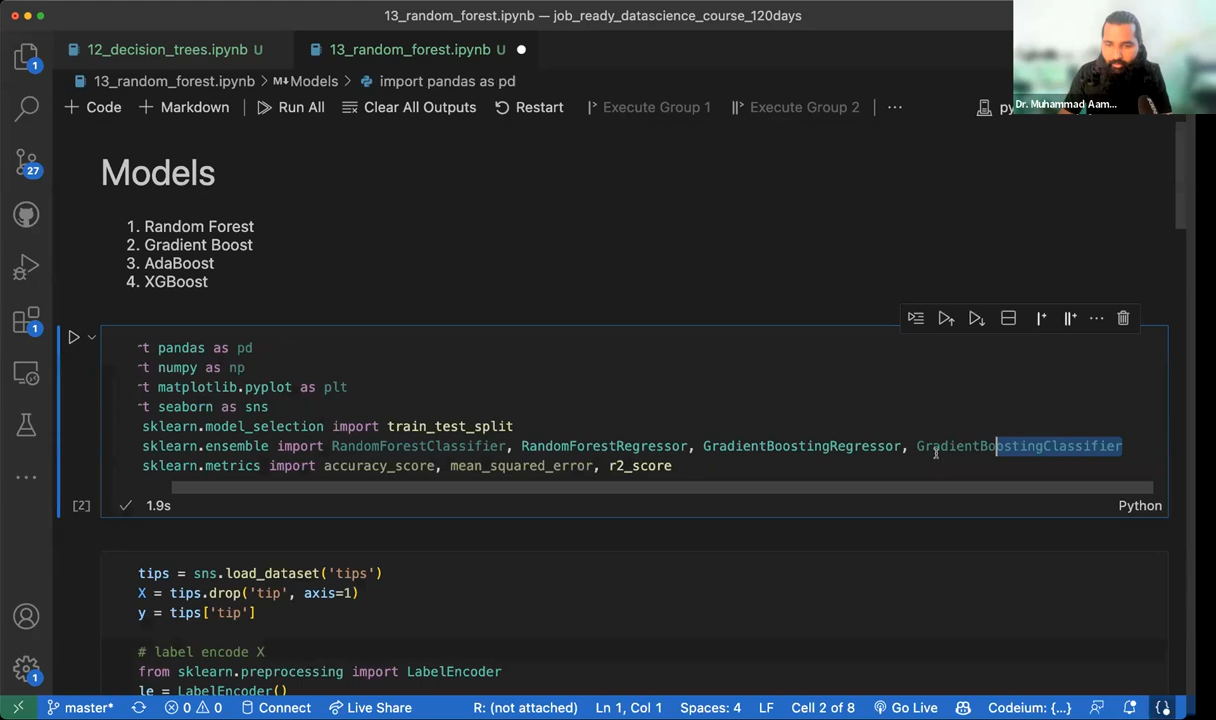 13_random_forest.ipynb — job_ready_datascience_course_120days
12_decision_trees.ipynb U
13_random_forest.ipynb U
13_random_forest.ipynb > M Models > import pandas as pd
+ Code + Markdown Run All Clear All Outputs Restart Execute Group 1 Execute Group 2 ... py
Dr. Muhammad Aam...
1
27
1
1
Models
1. Random Forest
2. Gradient Boost
3. AdaBoost
4. XGBoost
t pandas as pd
t numpy as np
t matplotlib.pyplot as plt
t seaborn as sns
sklearn.model_selection import train_test_split
sklearn.ensemble import RandomForestClassifier, RandomForestRegressor, GradientBoostingRegressor, GradientBoostingClassifier
sklearn.metrics import accuracy_score, mean_squared_error, r2_score
[2] 1.9s Python
tips = sns.load_dataset('tips')
X = tips.drop('tip', axis=1)
y = tips['tip']
# label encode X
from sklearn.preprocessing import LabelEncoder
le = LabelEncoder()
master* 0 0 Connect Live Share R: (not attached) Ln 1, Col 1 Spaces: 4 LF Cell 2 of 8 Go Live Codeium: {...}